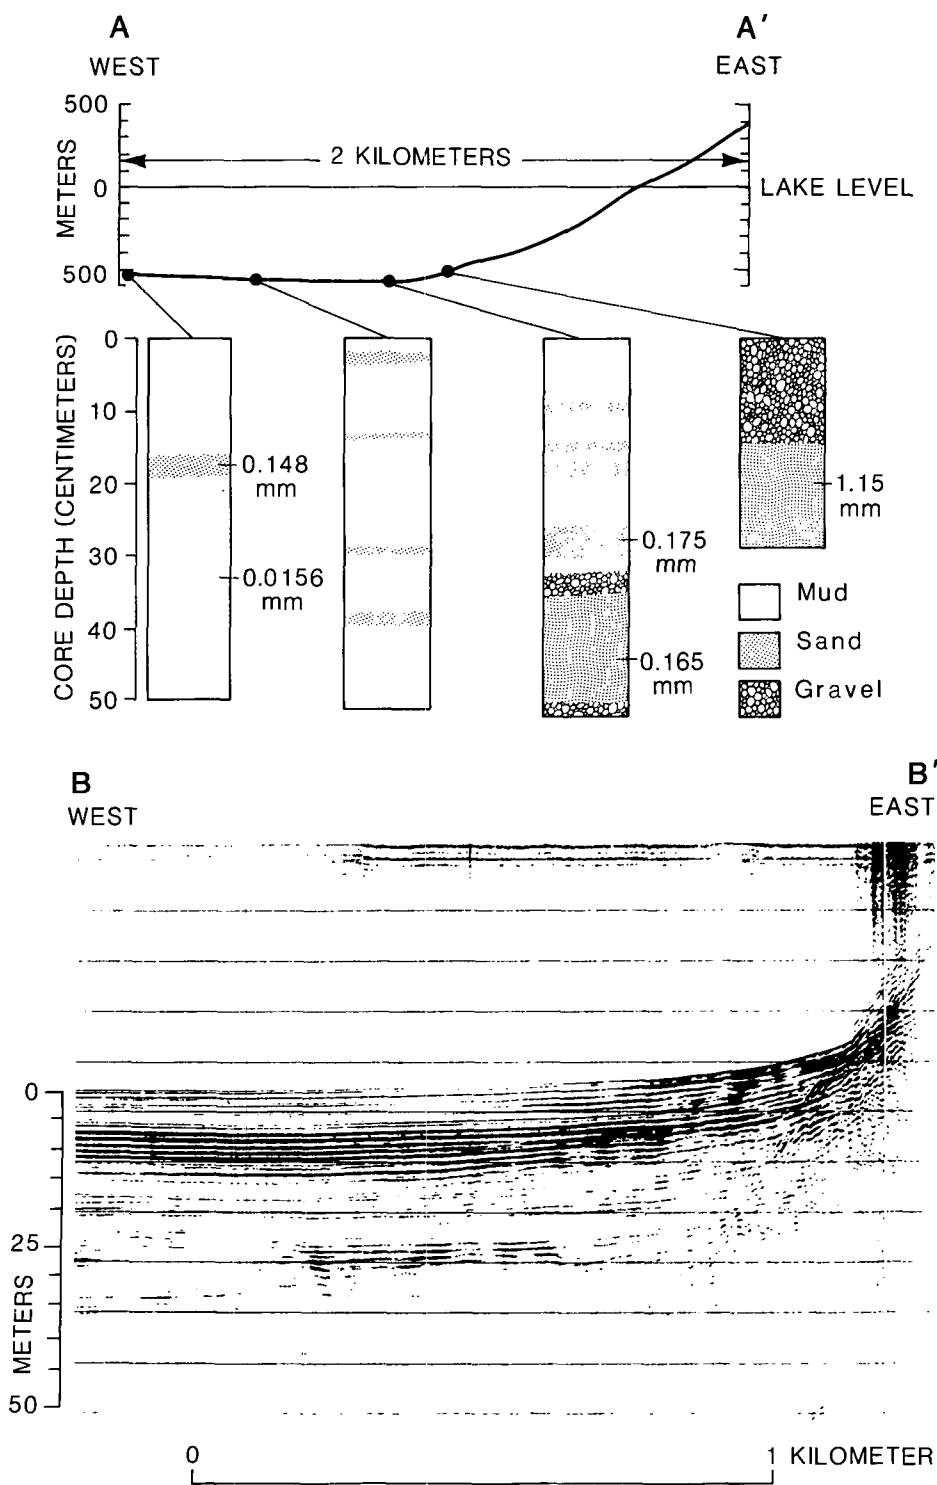 A A′
WEST EAST
500
METERS
2 KILOMETERS
0
LAKE LEVEL
500
CORE DEPTH (CENTIMETERS)
0
10
20
30
40
50
0.148
mm
0.0156
mm
0.175
mm
0.165
mm
1.15
mm
Mud
Sand
Gravel
B B′
WEST EAST
0
25
METERS
50
0 1 KILOMETER